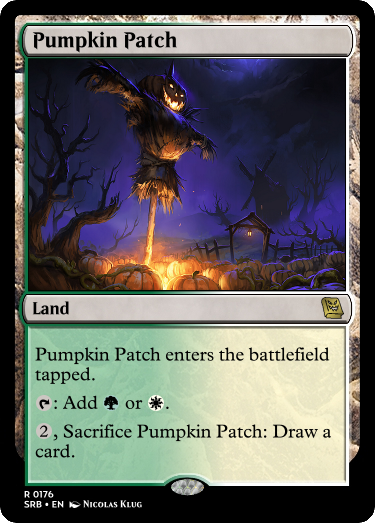 Pumpkin Patch
Land
Pumpkin Patch enters the battlefield
tapped.
: Add or .
2, Sacrifice Pumpkin Patch: Draw a
card.
R 0176
SRB • EN Nicolas Klug